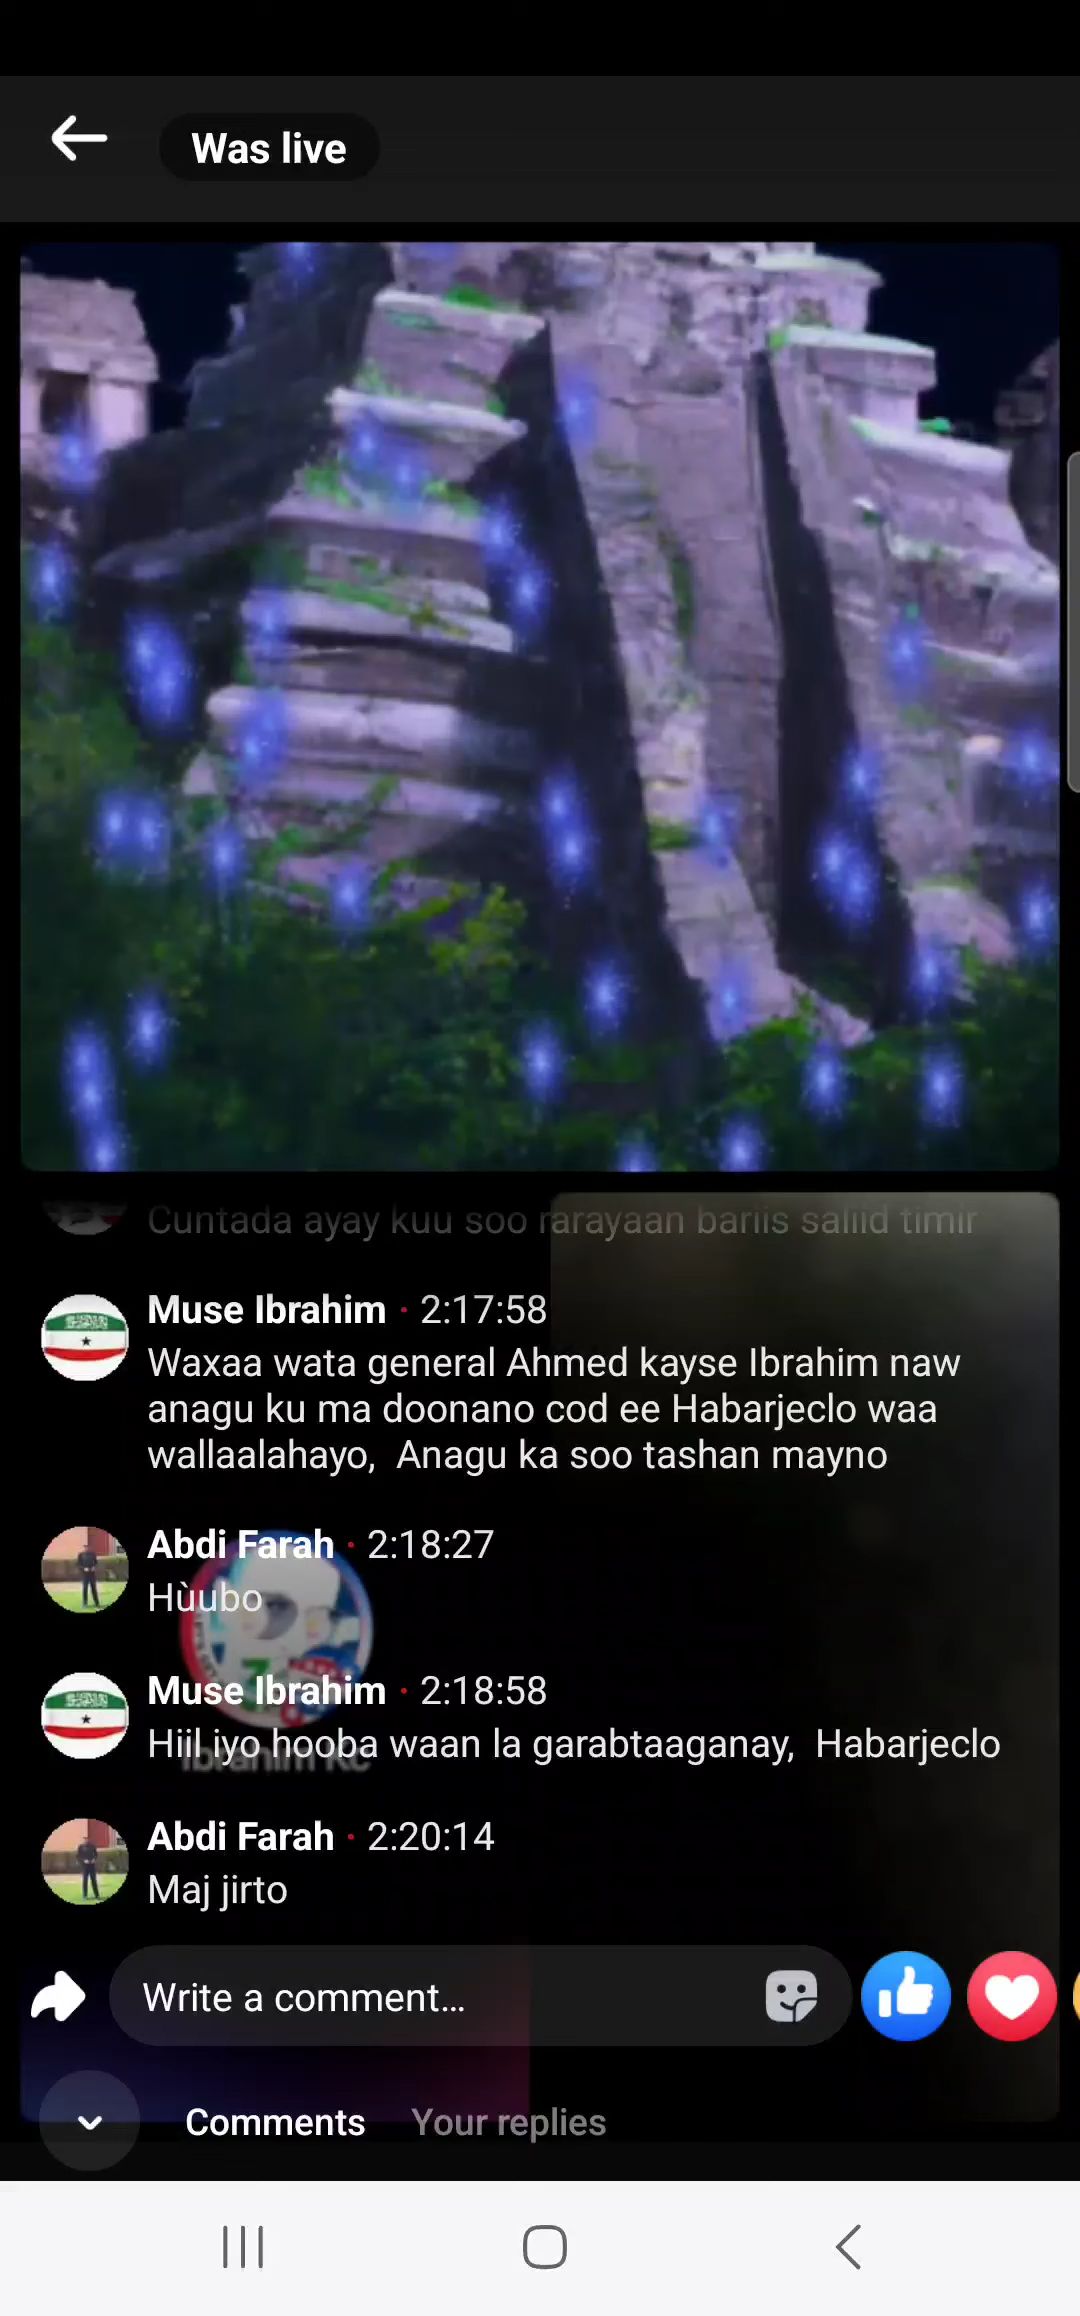 Was live
Cuntada ayay kuu soo rarayaan bariis saliid timir
Muse Ibrahim · 2:17:58
Waxaa wata general Ahmed kayse Ibrahim naw
anagu ku ma doonano cod ee Habarjeclo waa
wallaalahayo,  Anagu ka soo tashan mayno
Abdi Farah · 2:18:27
Hùubo
Muse Ibrahim · 2:18:58
Hiil iyo hooba waan la garabtaaganay,  Habarjeclo
Ibrahim Rc
Abdi Farah · 2:20:14
Maj jirto
Write a comment...
Comments
Your replies